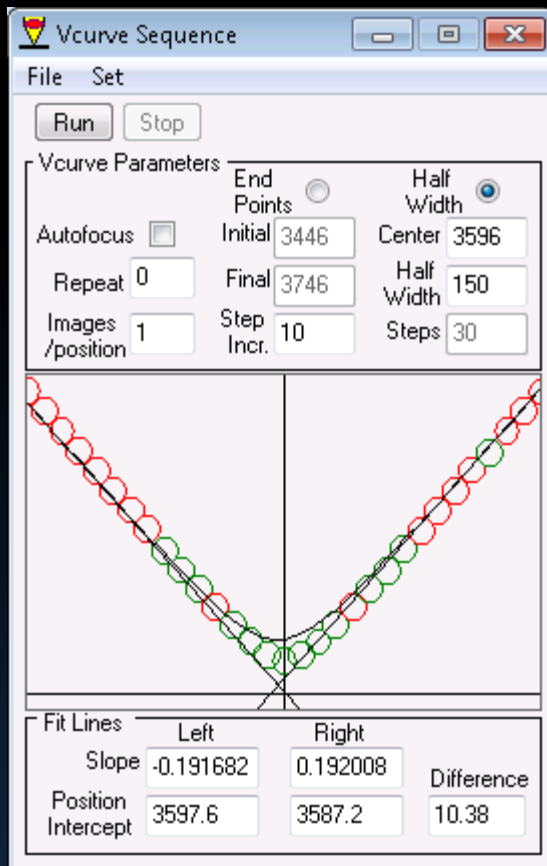 Vcurve Sequence
File Set
Run Stop
Vcurve Parameters
End Points
Half Width
Autofocus
Initial 3446
Center 3596
Repeat 0
Final 3746
Half Width 150
Images /position 1
Step Incr. 10
Steps 30
Fit Lines
Left Right
Slope -0.191682 0.192008
Difference
Position Intercept 3597.6 3587.2 10.38